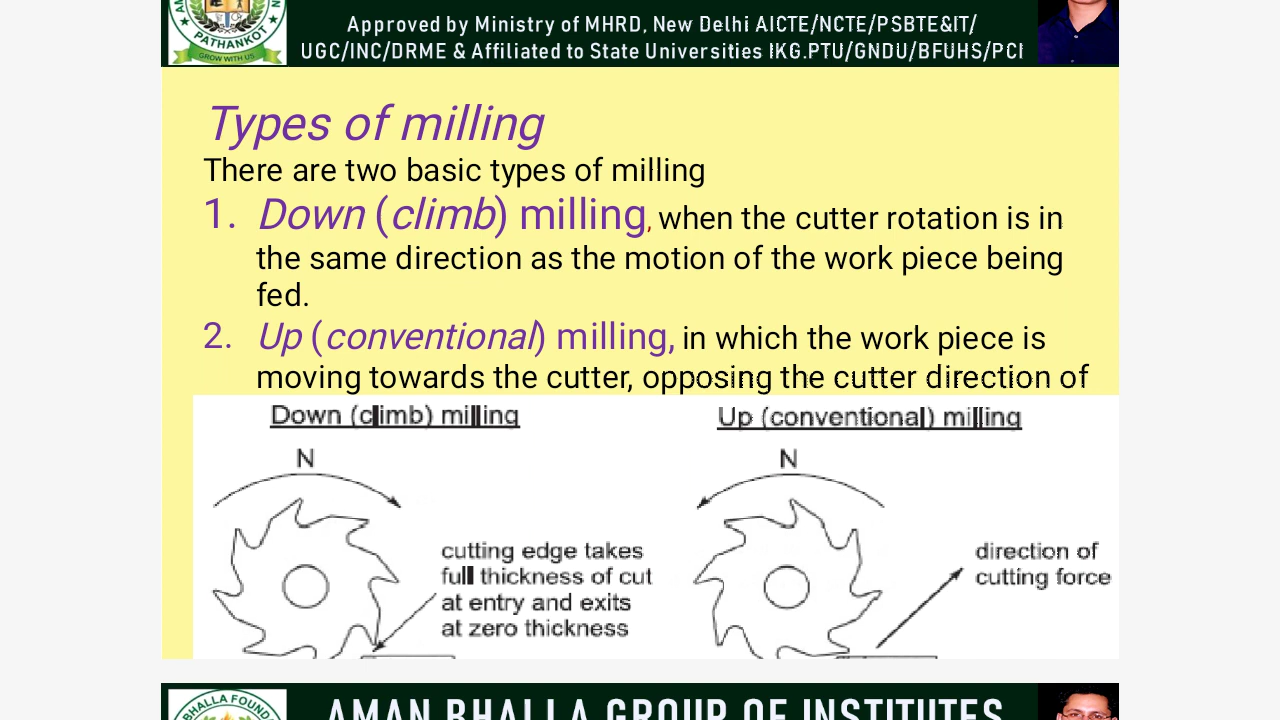 Approved by Ministry of MHRD, New Delhi AICTE/NCTE/PSBTE&IT/
UGC/INC/DRME & Affiliated to State Universities IKG.PTU/GNDU/BFUHS/PCI
PATHANKOT
GROW WITH US
Types of milling
There are two basic types of milling
1. Down (climb) milling, when the cutter rotation is in
the same direction as the motion of the work piece being
fed.
2. Up (conventional) milling, in which the work piece is
moving towards the cutter, opposing the cutter direction of
Down (climb) milling
N
cutting edge takes
full thickness of cut
at entry and exits
at zero thickness
Up (conventional) milling
N
direction of
cutting force
AMAN BHALLA GROUP OF INSTITUTES